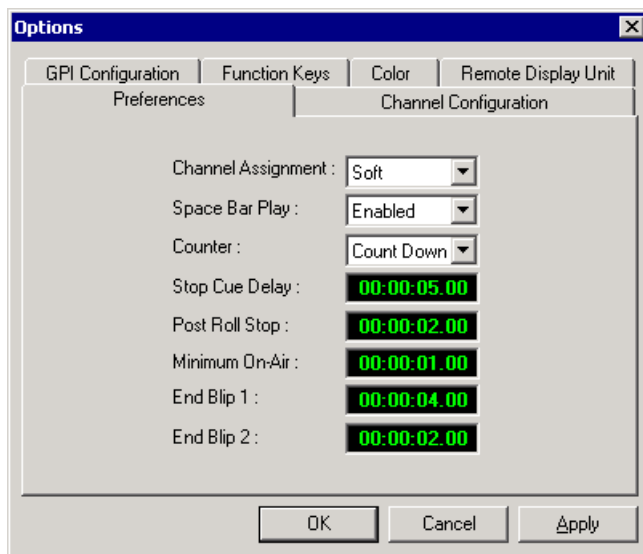 Options
GPI Configuration Function Keys Color Remote Display Unit
Preferences Channel Configuration
Channel Assignment : Soft
Space Bar Play : Enabled
Counter : Count Down
Stop Cue Delay : 00:00:05.00
Post Roll Stop : 00:00:02.00
Minimum On-Air : 00:00:01.00
End Blip 1 : 00:00:04.00
End Blip 2 : 00:00:02.00
OK Cancel Apply